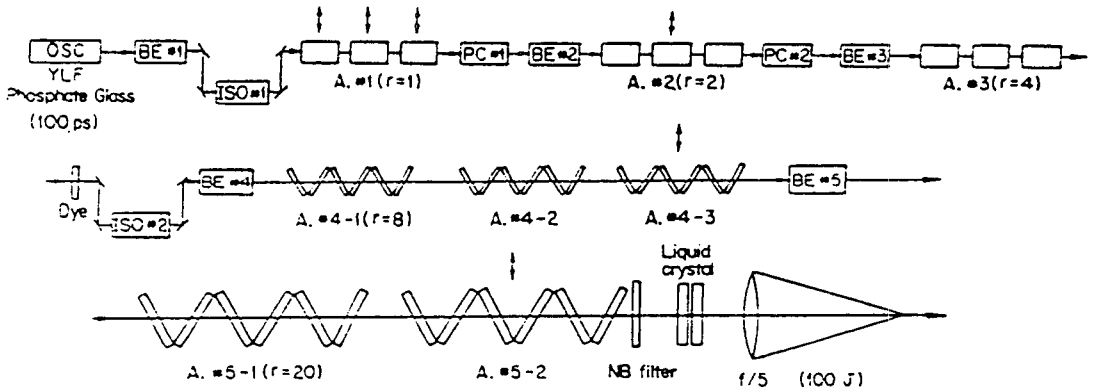 OSC
YLF
Phosphate Glass
(100 ps)
BE #1
ISO #1
A. #1(r=1)
PC #1
BE #2
A. #2(r=2)
PC #2
BE #3
A. #3(r=4)
Dye
ISO #2
BE #4
A. #4-1(r=8)
A. #4-2
A. #4-3
BE #5
A. #5-1(r=20)
A. #5-2
NB filter
Liquid
crystal
f/5 (100 J)